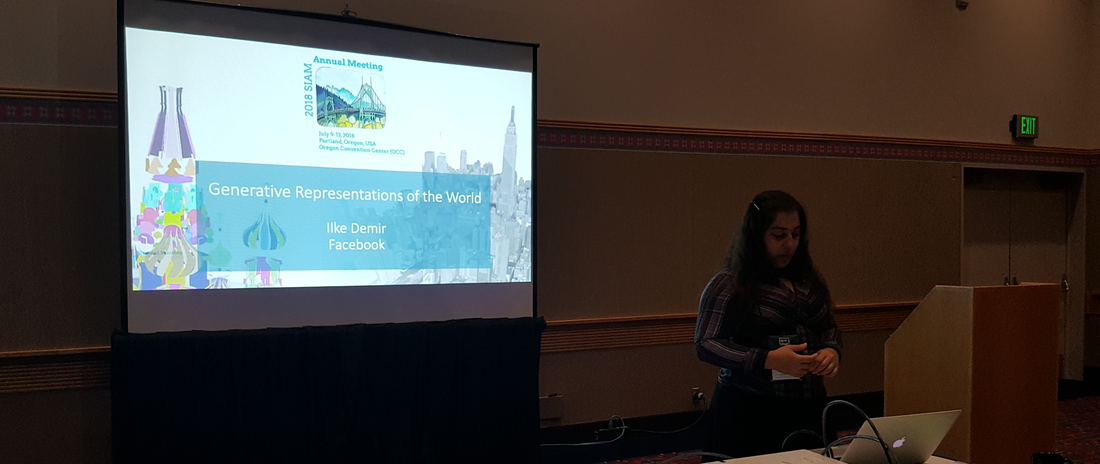 Annual Meeting
2018 SIAM
July 9-13, 2018
Portland, Oregon, USA
Oregon Convention Center (OCC)
Generative Representations of the World
Ilke Demir
Facebook
EXIT